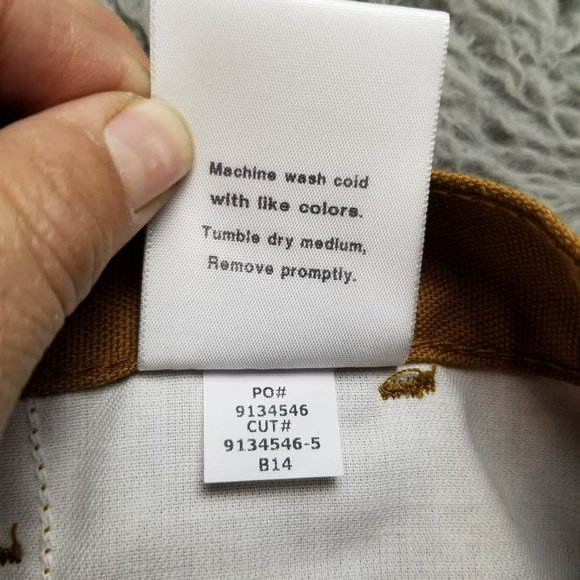 Machine wash cold
with like colors.
Tumble dry medium,
Remove promptly.
PO#
9134546
CUT#
9134546-5
B14